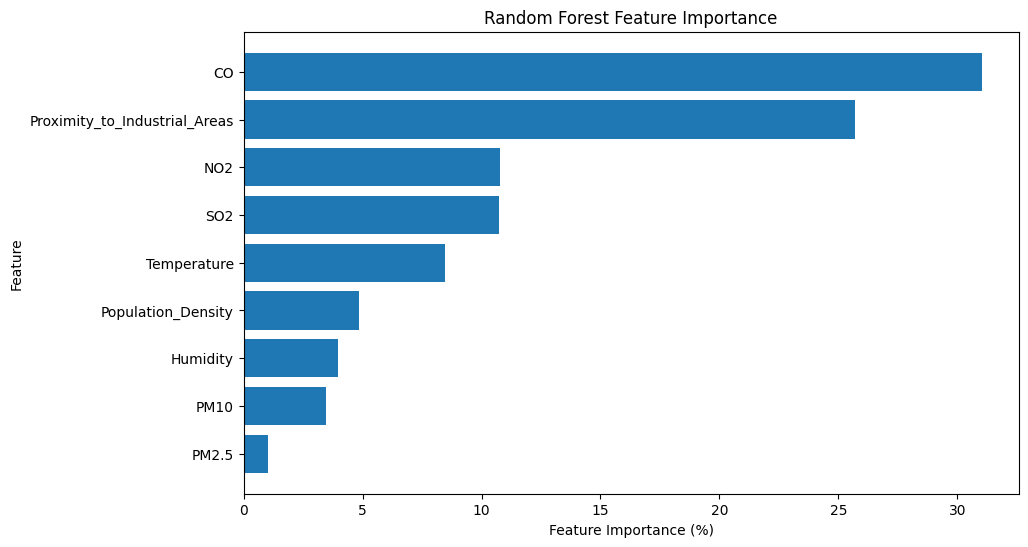 Random Forest Feature Importance
Feature
CO
Proximity_to_Industrial_Areas
NO2
SO2
Temperature
Population_Density
Humidity
PM10
PM2.5
0 5 10 15 20 25 30
Feature Importance (%)